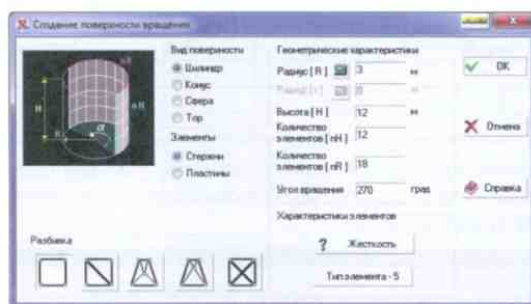 Создание поверхности вращения
Вид поверхности
Цилиндр
Конус
Сфера
Тор
Элементы
Стержни
Пластины
Разбивка
Геометрические характеристики
Радиус [ R ] 3 м
Радиус [ r ] м
Высота [ H ] 12 м
Количество
элементов [ nH ] 12
Количество
элементов [ nR ] 18
Угол вращения 270 град
Характеристики элементов
? Жесткость
Тип элемента - 5
OK
Отмена
Справка
H
R
α